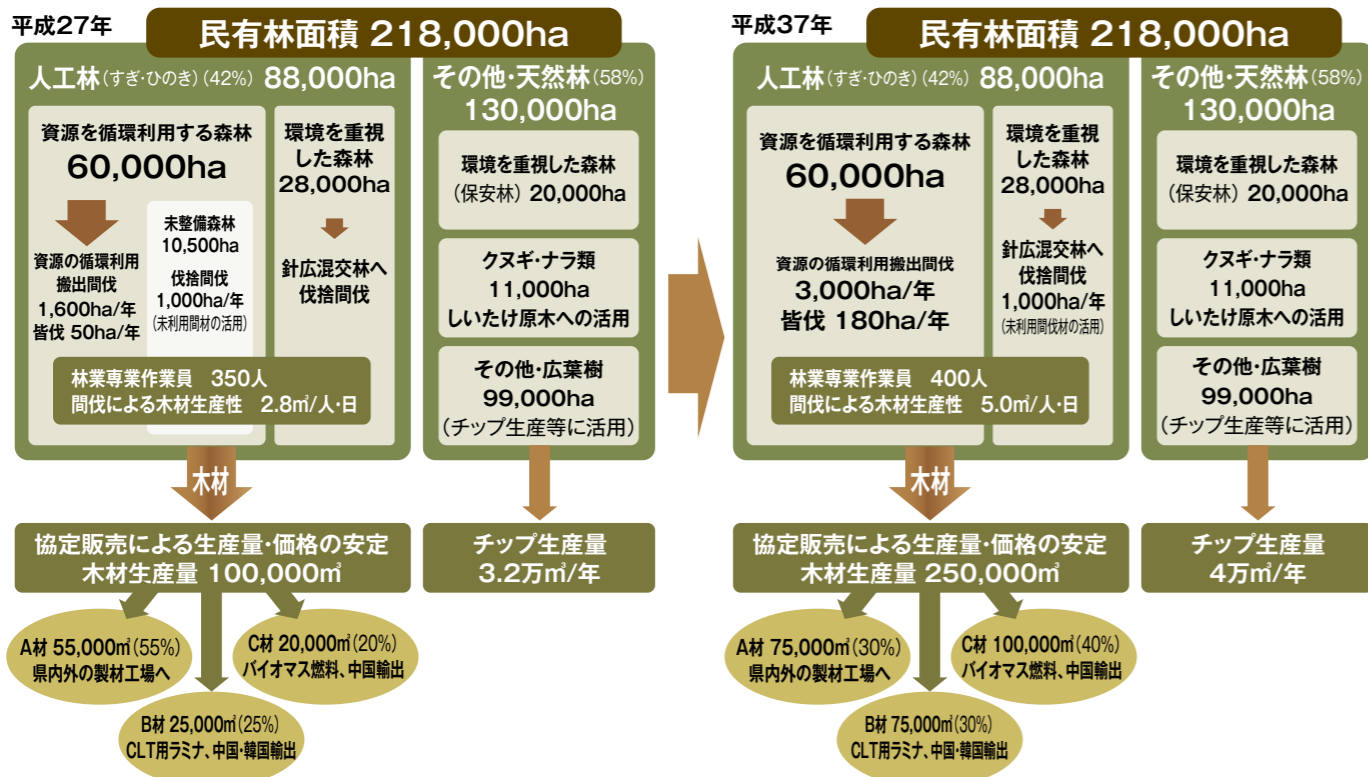 平成27年
民有林面積 218,000ha
人工林(すぎ・ひのき)(42%) 88,000ha
資源を循環利用する森林
60,000ha
資源の循環利用
搬出間伐
1,600ha/年
皆伐 50ha/年
未整備森林
10,500ha
伐捨間伐
1,000ha/年
(未利用間材の活用)
環境を重視
した森林
28,000ha
針広混交林へ
伐捨間伐
林業専業作業員 350人
間伐による木材生産性 2.8㎥/人・日
その他・天然林(58%)
130,000ha
環境を重視した森林
(保安林) 20,000ha
クヌギ・ナラ類
11,000ha
しいたけ原木への活用
その他・広葉樹
99,000ha
(チップ生産等に活用)
木材
協定販売による生産量・価格の安定
木材生産量 100,000㎥
チップ生産量
3.2万㎥/年
A材 55,000㎥(55%)
県内外の製材工場へ
C材 20,000㎥(20%)
バイオマス燃料、中国輸出
B材 25,000㎥(25%)
CLT用ラミナ、中国・韓国輸出
平成37年
民有林面積 218,000ha
人工林(すぎ・ひのき)(42%) 88,000ha
資源を循環利用する森林
60,000ha
資源の循環利用搬出間伐
3,000ha/年
皆伐 180ha/年
環境を重視
した森林
28,000ha
針広混交林へ
伐捨間伐
1,000ha/年
(未利用間伐材の活用)
林業専業作業員 400人
間伐による木材生産性 5.0㎥/人・日
その他・天然林(58%)
130,000ha
環境を重視した森林
(保安林) 20,000ha
クヌギ・ナラ類
11,000ha
しいたけ原木への活用
その他・広葉樹
99,000ha
(チップ生産等に活用)
木材
協定販売による生産量・価格の安定
木材生産量 250,000㎥
チップ生産量
4万㎥/年
A材 75,000㎥(30%)
県内外の製材工場へ
C材 100,000㎥(40%)
バイオマス燃料、中国輸出
B材 75,000㎥(30%)
CLT用ラミナ、中国・韓国輸出